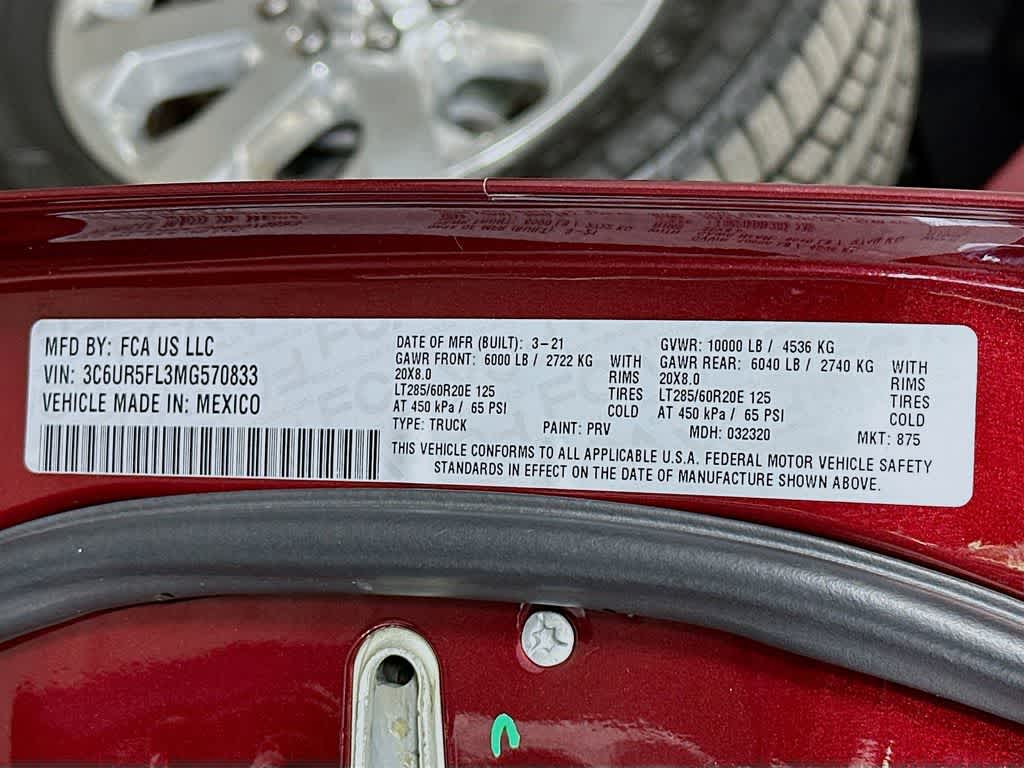 MFD BY: FCA US LLC
VIN: 3C6UR5FL3MG570833
VEHICLE MADE IN: MEXICO
DATE OF MFR (BUILT): 3-21
GAWR FRONT: 6000 LB / 2722 KG WITH
20X8.0 RIMS
LT285/60R20E 125 TIRES
AT 450 kPa / 65 PSI COLD
TYPE: TRUCK PAINT: PRV
GVWR: 10000 LB / 4536 KG
GAWR REAR: 6040 LB / 2740 KG WITH
20X8.0 RIMS
LT285/60R20E 125 TIRES
AT 450 kPa / 65 PSI COLD
MDH: 032320 MKT: 875
THIS VEHICLE CONFORMS TO ALL APPLICABLE U.S.A. FEDERAL MOTOR VEHICLE SAFETY
STANDARDS IN EFFECT ON THE DATE OF MANUFACTURE SHOWN ABOVE.